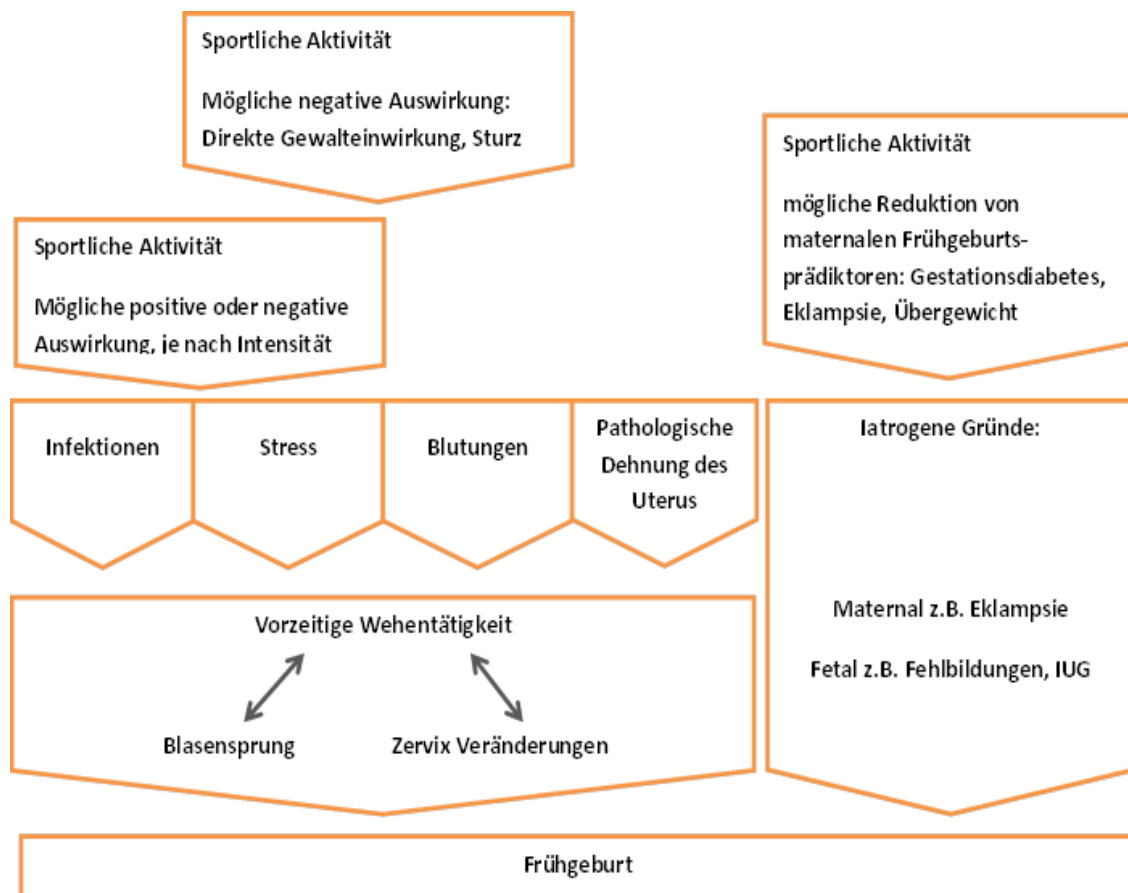 Sportliche Aktivität
Mögliche negative Auswirkung:
Direkte Gewalteinwirkung, Sturz
Sportliche Aktivität
mögliche Reduktion von
maternalen Frühgeburts-
prädiktoren: Gestationsdiabetes,
Eklampsie, Übergewicht
Sportliche Aktivität
Mögliche positive oder negative
Auswirkung, je nach Intensität
Infektionen
Stress
Blutungen
Pathologische
Dehnung des
Uterus
Iatrogene Gründe:
Maternal z.B. Eklampsie
Fetal z.B. Fehlbildungen, IUG
Vorzeitige Wehentätigkeit
Blasensprung
Zervix Veränderungen
Frühgeburt